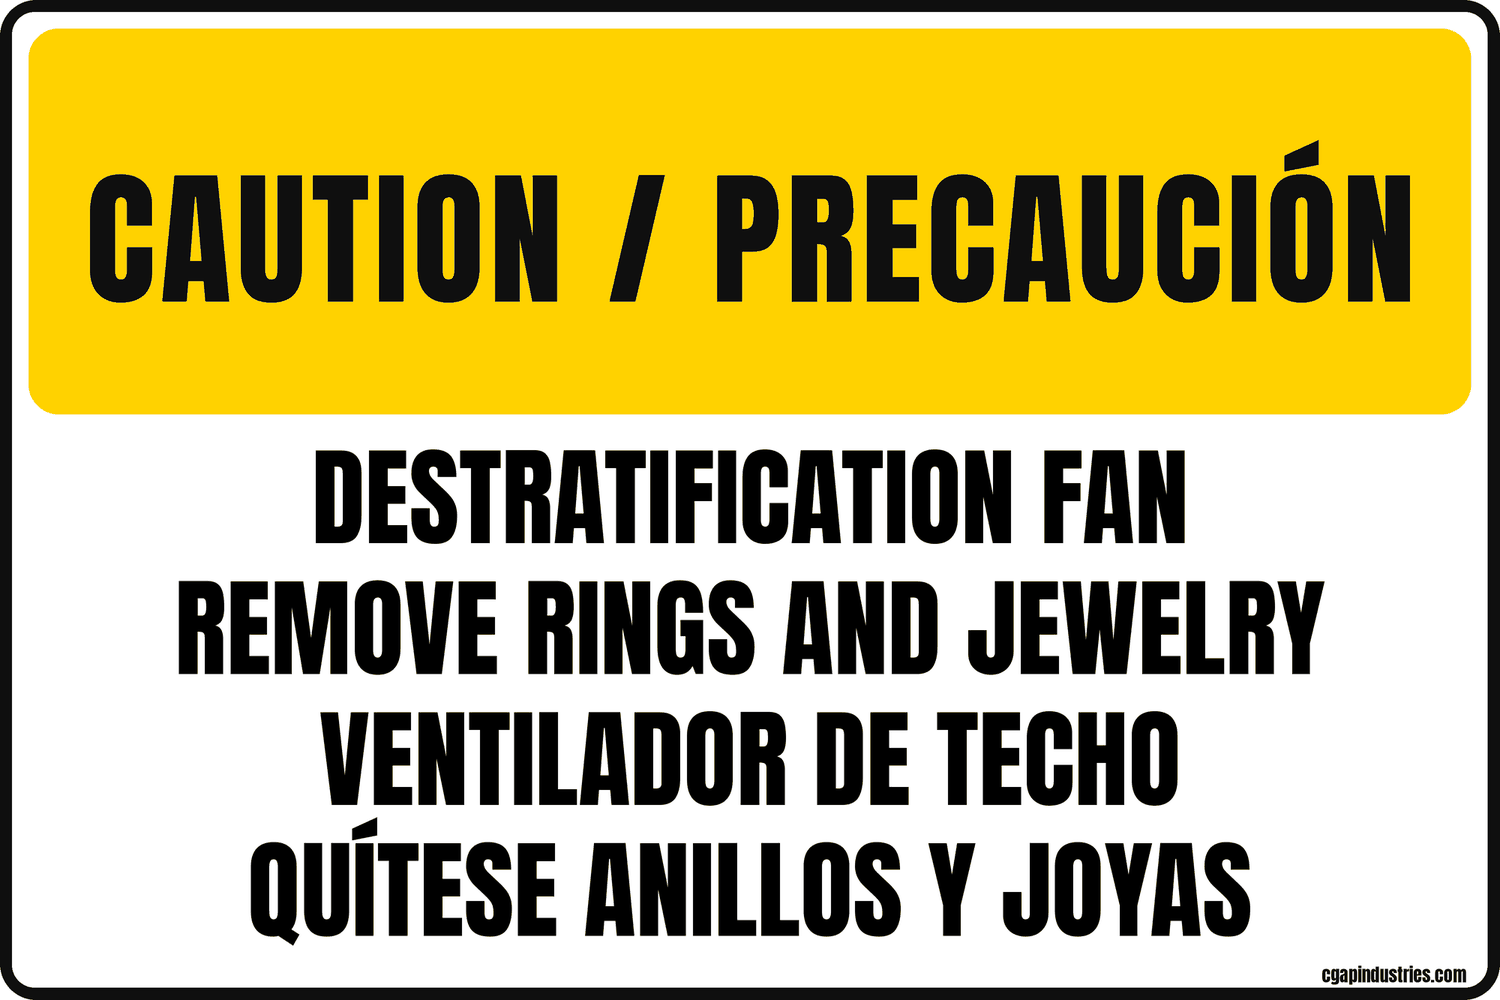 CAUTION / PRECAUCIÓN
DESTRATIFICATION FAN
REMOVE RINGS AND JEWELRY
VENTILADOR DE TECHO
QUÍTESE ANILLOS Y JOYAS
cgapindustries.com